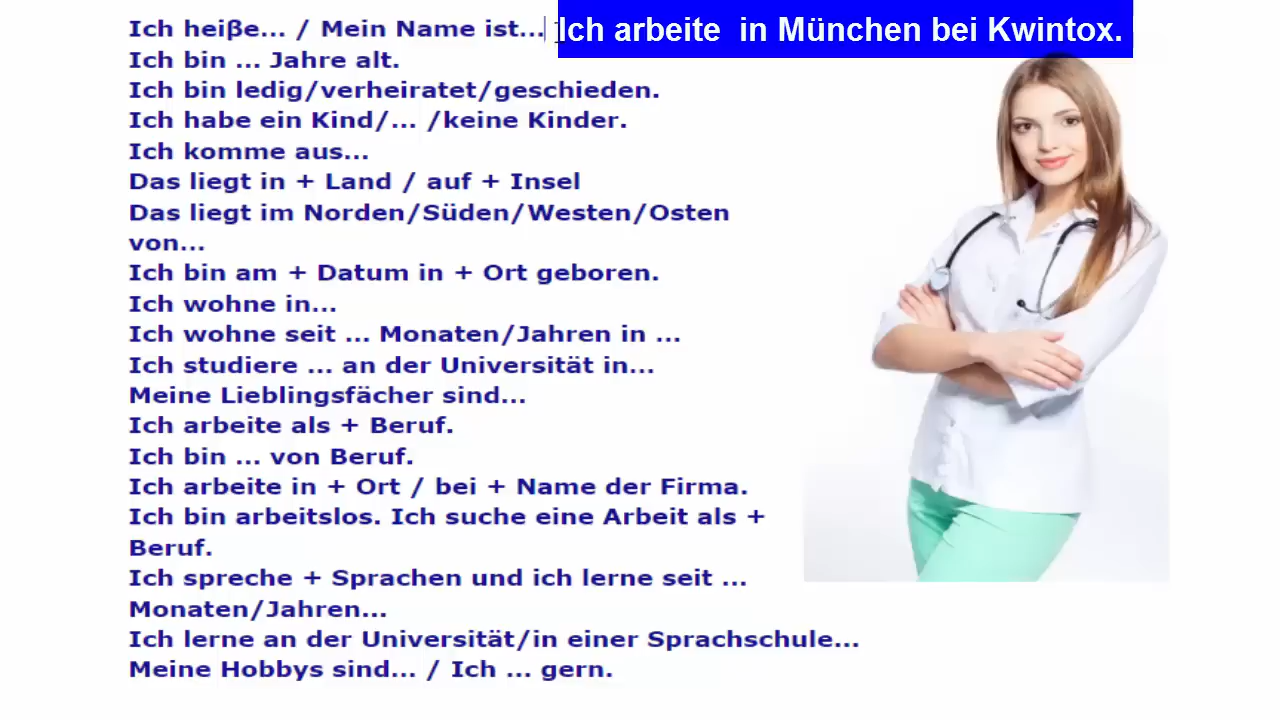 Ich heiße... / Mein Name ist...
Ich arbeite in München bei Kwintox.
Ich bin ... Jahre alt.
Ich bin ledig/verheiratet/geschieden.
Ich habe ein Kind/... /keine Kinder.
Ich komme aus...
Das liegt in + Land / auf + Insel
Das liegt im Norden/Süden/Westen/Osten
von...
Ich bin am + Datum in + Ort geboren.
Ich wohne in...
Ich wohne seit ... Monaten/Jahren in ...
Ich studiere ... an der Universität in...
Meine Lieblingsfächer sind...
Ich arbeite als + Beruf.
Ich bin ... von Beruf.
Ich arbeite in + Ort / bei + Name der Firma.
Ich bin arbeitslos. Ich suche eine Arbeit als +
Beruf.
Ich spreche + Sprachen und ich lerne seit ...
Monaten/Jahren...
Ich lerne an der Universität/in einer Sprachschule...
Meine Hobbys sind... / Ich ... gern.